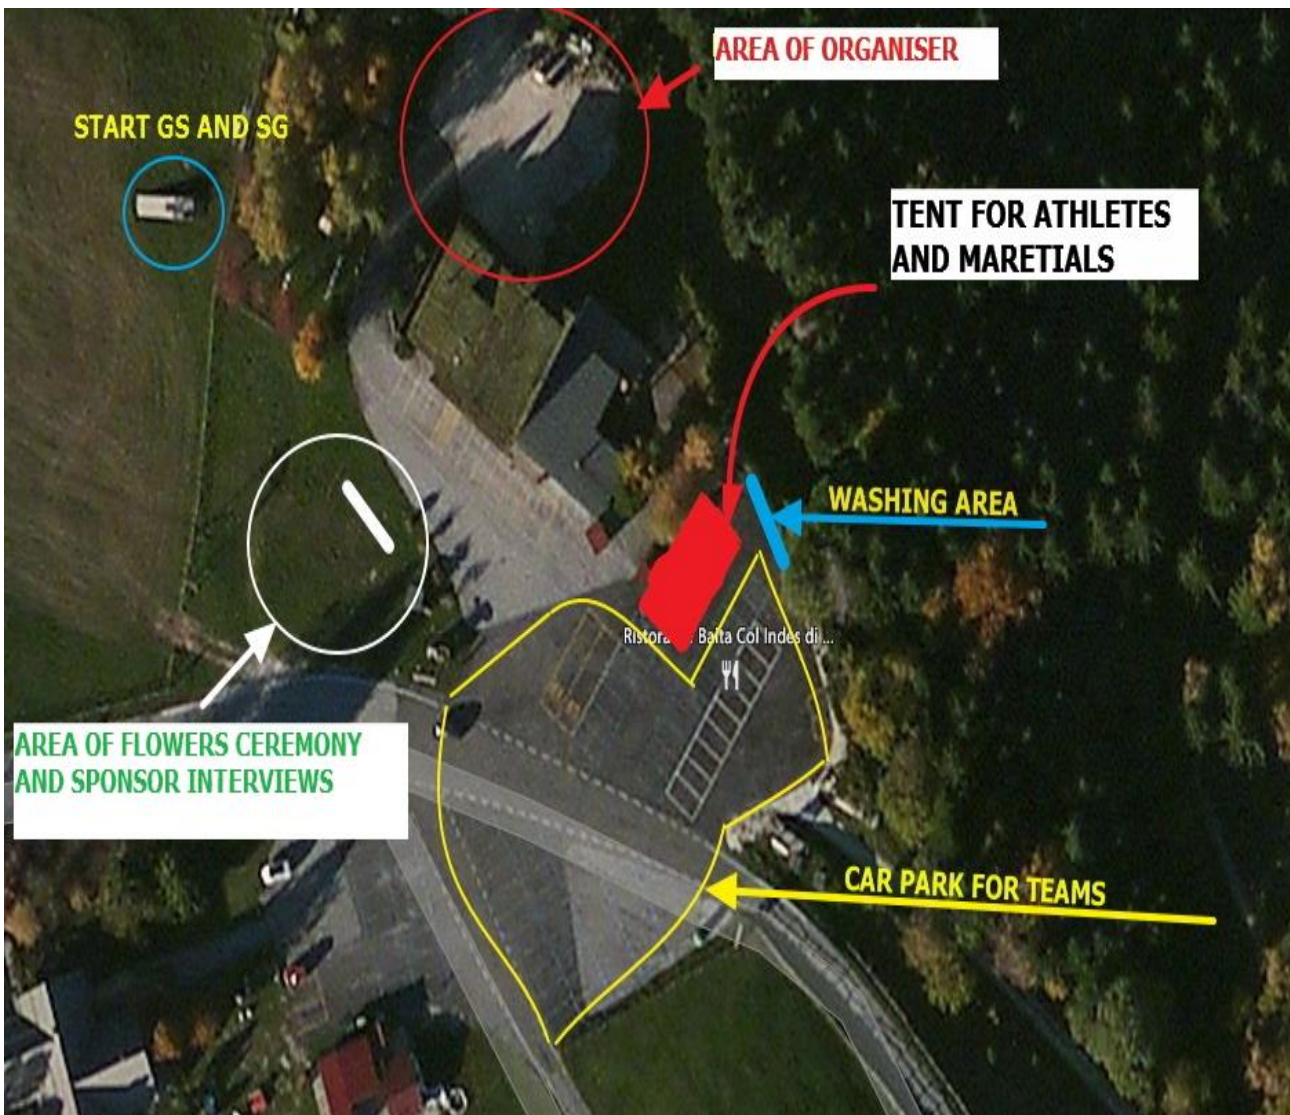 AREA OF ORGANISER
START GS AND SG
TENT FOR ATHLETES
AND MARETIALS
WASHING AREA
Baita Col Indes di ...
AREA OF FLOWERS CEREMONY
AND SPONSOR INTERVIEWS
CAR PARK FOR TEAMS